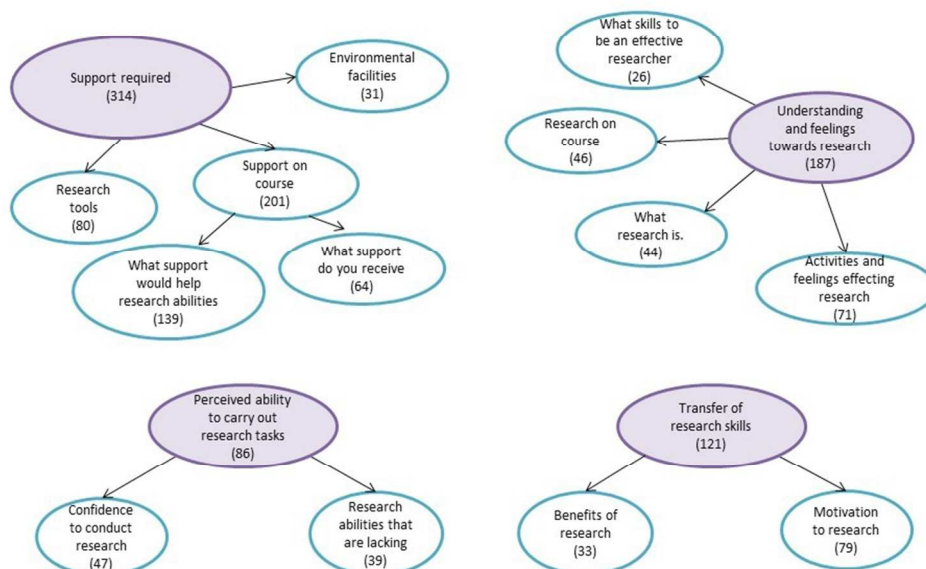 Support required
(314)
Environmental
facilities
(31)
Research
tools
(80)
Support on
course
(201)
What support
would help
research abilities
(139)
What support
do you receive
(64)
What skills to
be an effective
researcher
(26)
Understanding
and feelings
towards research
(187)
Research on
course
(46)
What
research is.
(44)
Activities and
feelings effecting
research
(71)
Perceived ability
to carry out
research tasks
(86)
Confidence
to conduct
research
(47)
Research
abilities that
are lacking
(39)
Transfer of
research skills
(121)
Benefits of
research
(33)
Motivation
to research
(79)